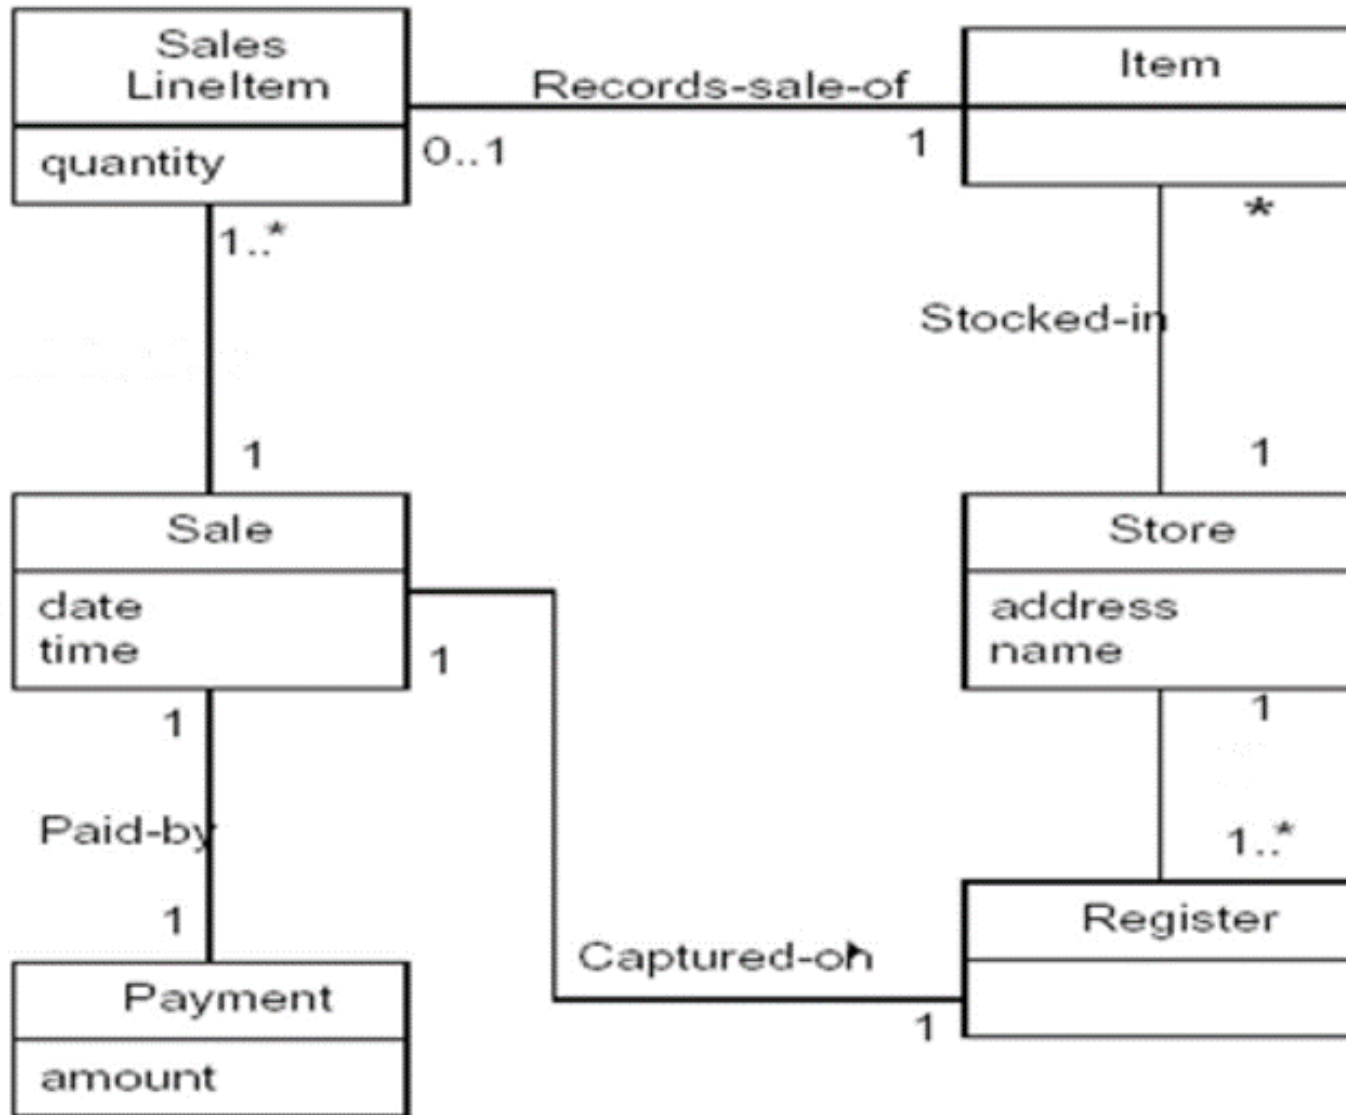 Sales
LineItem
quantity
Records-sale-of
0..1
1
Item
1..*
*
Stocked-in
1
1
Sale
date
time
1
Store
address
name
1
1
Paid-by
1
1..*
Captured-on
1
Register
Payment
amount